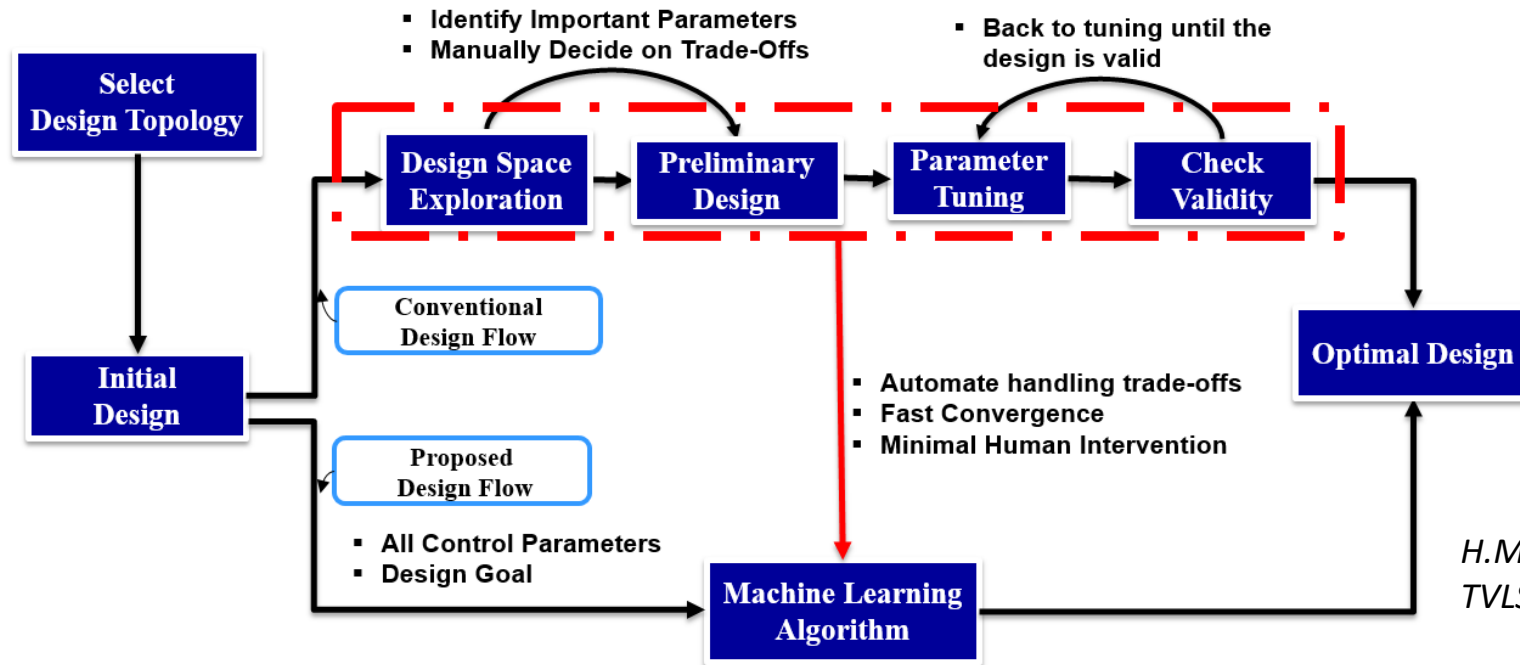 ▪ Identify Important Parameters
▪ Manually Decide on Trade-Offs
▪ Back to tuning until the
design is valid
Select
Design Topology
Design Space
Exploration
Preliminary
Design
Parameter
Tuning
Check
Validity
Conventional
Design Flow
Initial
Design
Optimal Design
▪ Automate handling trade-offs
▪ Fast Convergence
▪ Minimal Human Intervention
Proposed
Design Flow
▪ All Control Parameters
▪ Design Goal
Machine Learning
Algorithm
H.M
TVLS